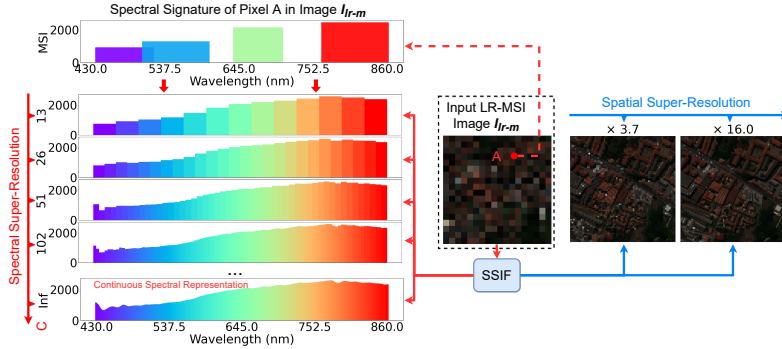 Spectral Signature of Pixel A in Image I_lr-m
MSI
2000
0
430.0 537.5 645.0 752.5 860.0
Wavelength (nm)
Spectral Super-Resolution
C
13
2000
0
26
2000
0
51
2000
0
102
2000
0
...
Inf
2000
0
Continuous Spectral Representation
430.0 537.5 645.0 752.5 860.0
Wavelength (nm)
Input LR-MSI
Image I_lr-m
A
SSIF
Spatial Super-Resolution
× 3.7
× 16.0